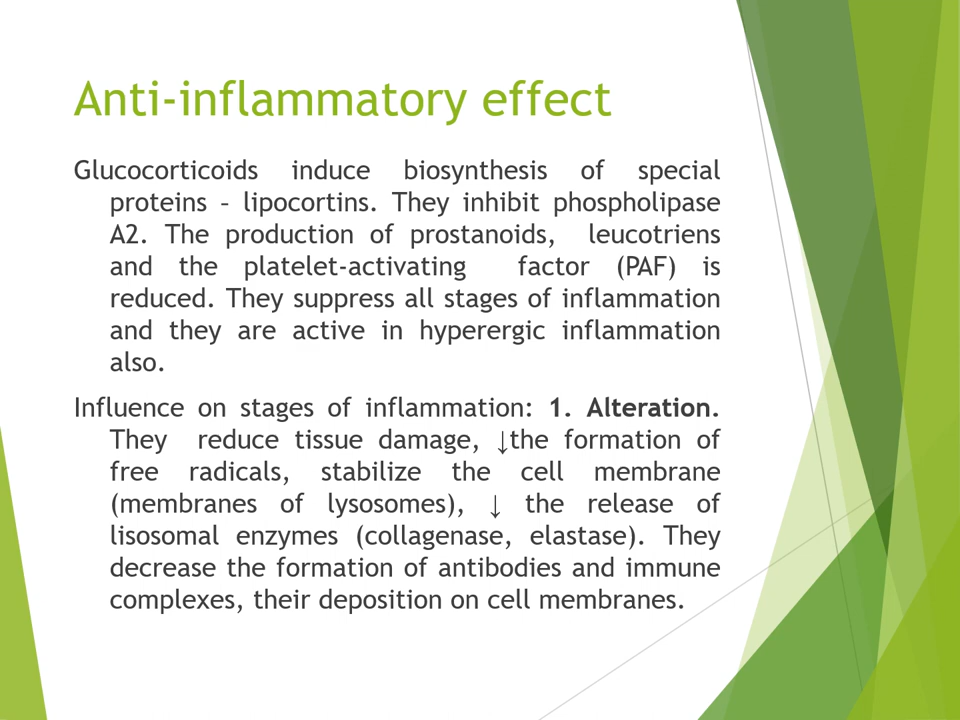 Anti-inflammatory effect
Glucocorticoids induce biosynthesis of special
proteins – lipocortins. They inhibit phospholipase
A2. The production of prostanoids, leucotriens
and the platelet-activating factor (PAF) is
reduced. They suppress all stages of inflammation
and they are active in hyperergic inflammation
also.
Influence on stages of inflammation: 1. Alteration.
They reduce tissue damage, ↓the formation of
free radicals, stabilize the cell membrane
(membranes of lysosomes), ↓ the release of
lisosomal enzymes (collagenase, elastase). They
decrease the formation of antibodies and immune
complexes, their deposition on cell membranes.